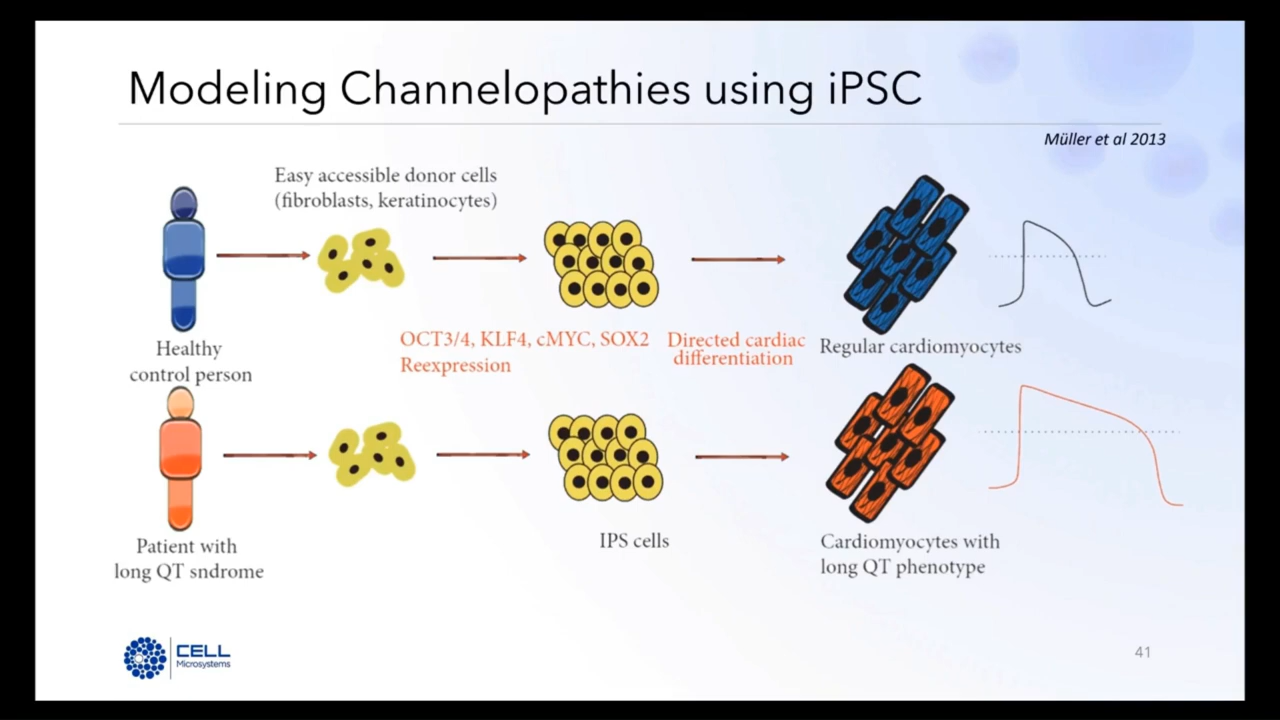 Modeling Channelopathies using iPSC
Müller et al 2013
Easy accessible donor cells
(fibroblasts, keratinocytes)
Healthy
control person
OCT3/4, KLF4, cMYC, SOX2
Reexpression
Directed cardiac
differentiation
Regular cardiomyocytes
Patient with
long QT sndrome
IPS cells
Cardiomyocytes with
long QT phenotype
CELL
Microsystems
41